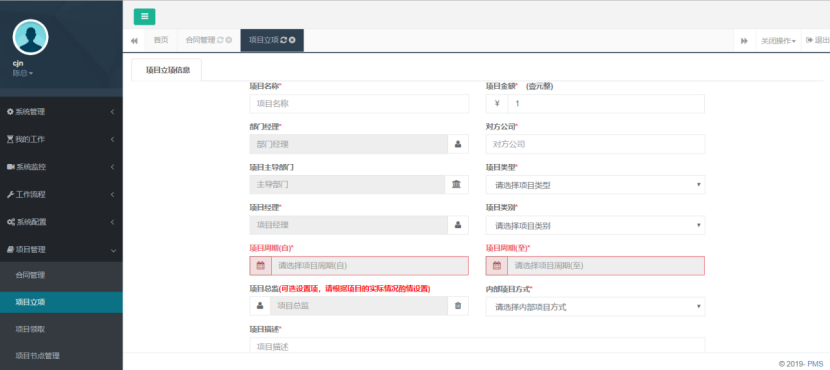 cjn
陈总
系统管理
我的工作
系统监控
工作流程
系统配置
项目管理
合同管理
项目立项
项目领取
项目节点管理
首页 合同管理 项目立项 关闭操作 退出
项目立项信息
项目名称* 项目金额* (壹元整)
项目名称 ¥ 1
部门经理* 对方公司*
部门经理 对方公司
项目主导部门 项目类型*
主导部门 请选择项目类型
项目经理* 项目类别*
项目经理 请选择项目类别
项目周期(自)* 项目周期(至)*
请选择项目周期(自) 请选择项目周期(至)
项目总监(可选设置项，请根据项目的实际情况酌情设置) 内部项目方式*
项目总监 请选择内部项目方式
项目描述*
项目描述
© 2019- PMS